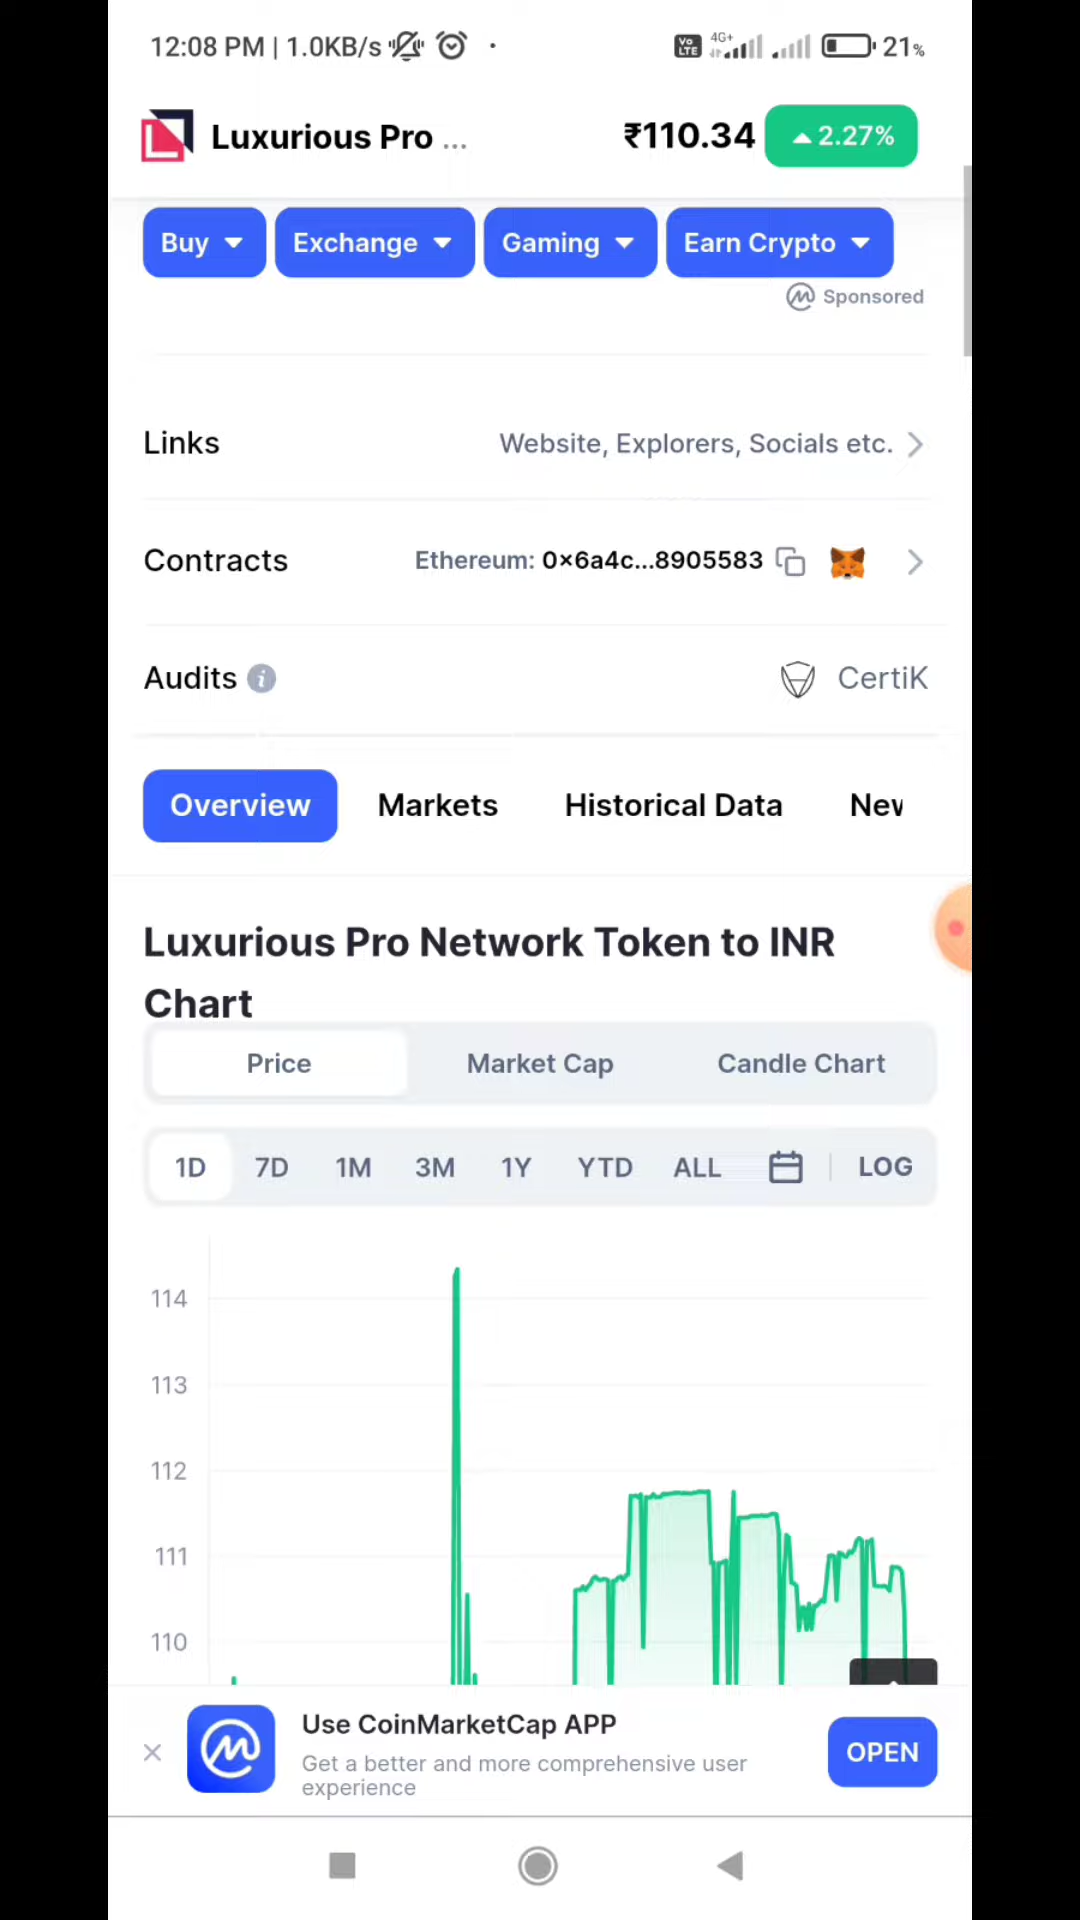 12:08 PM | 1.0KB/s
Vo LTE 4G+ 21%
Luxurious Pro ... ₹110.34 2.27%
Buy Exchange Gaming Earn Crypto
Sponsored
Links Website, Explorers, Socials etc.
Contracts Ethereum: 0x6a4c...8905583
Audits CertiK
Overview Markets Historical Data
Luxurious Pro Network Token to INR
Chart
Price Market Cap Candle Chart
1D 7D 1M 3M 1Y YTD ALL LOG
114
113
112
111
110
Use CoinMarketCap APP
Get a better and more comprehensive user
experience
OPEN